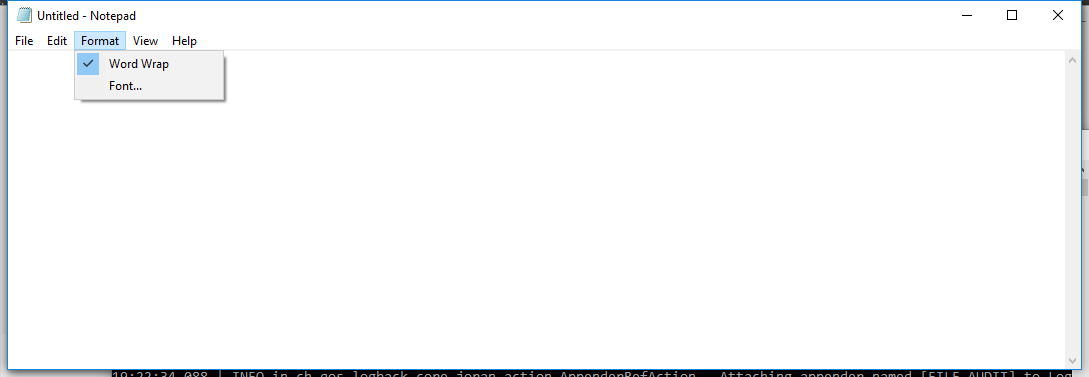 Untitled - Notepad
File Edit Format View Help
Word Wrap
Font...
19:22:34,088 | INFO in ch.qos.logback.core.joran.action.AppenderRefAction - Attaching appender named [FILE_AUDIT] to Log